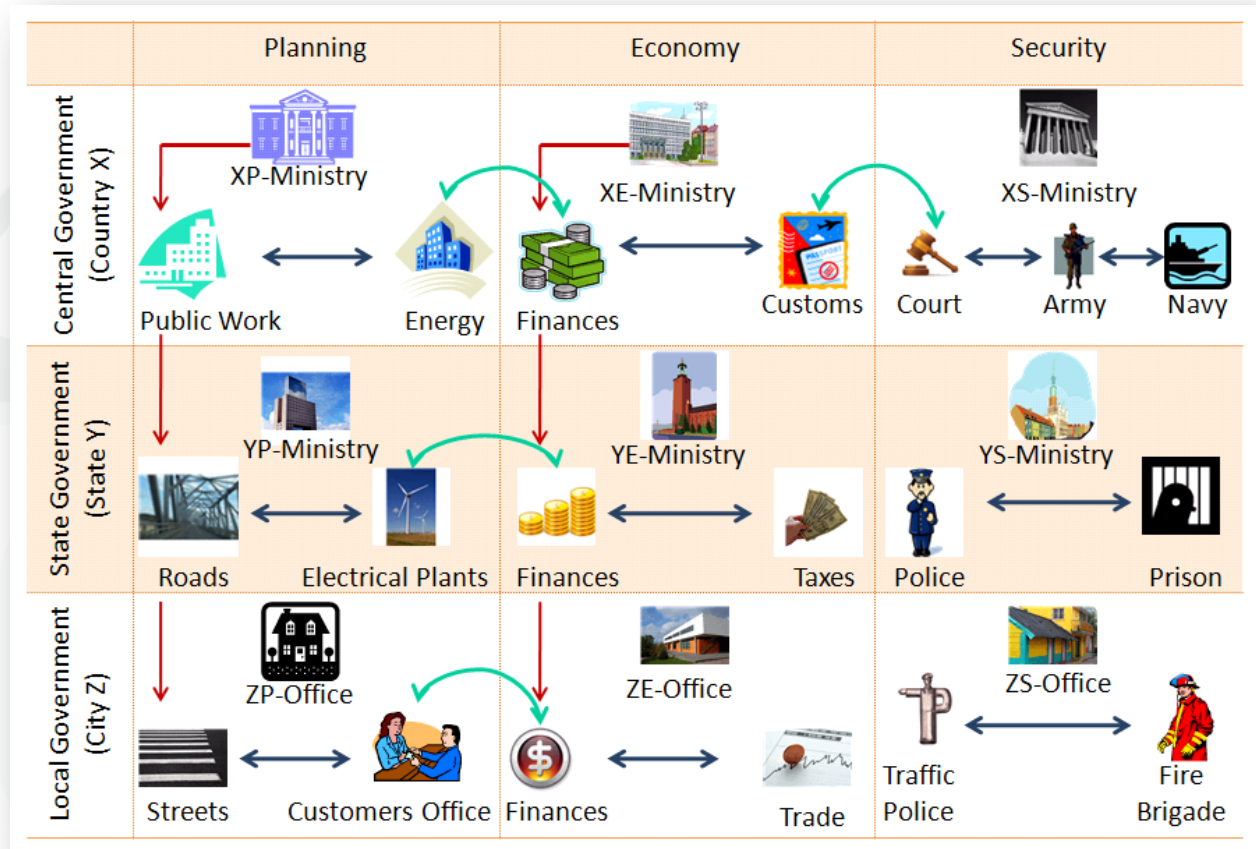 Planning
Economy
Security
Central Government
(Country X)
XP-Ministry
XE-Ministry
XS-Ministry
PASSPORT
Public Work
Energy
Finances
Customs
Court
Army
Navy
State Government
(State Y)
YP-Ministry
YE-Ministry
YS-Ministry
Roads
Electrical Plants
Finances
Taxes
Police
Prison
Local Government
(City Z)
ZP-Office
ZE-Office
ZS-Office
$
Streets
Customers Office
Finances
Trade
Traffic
Police
Fire
Brigade